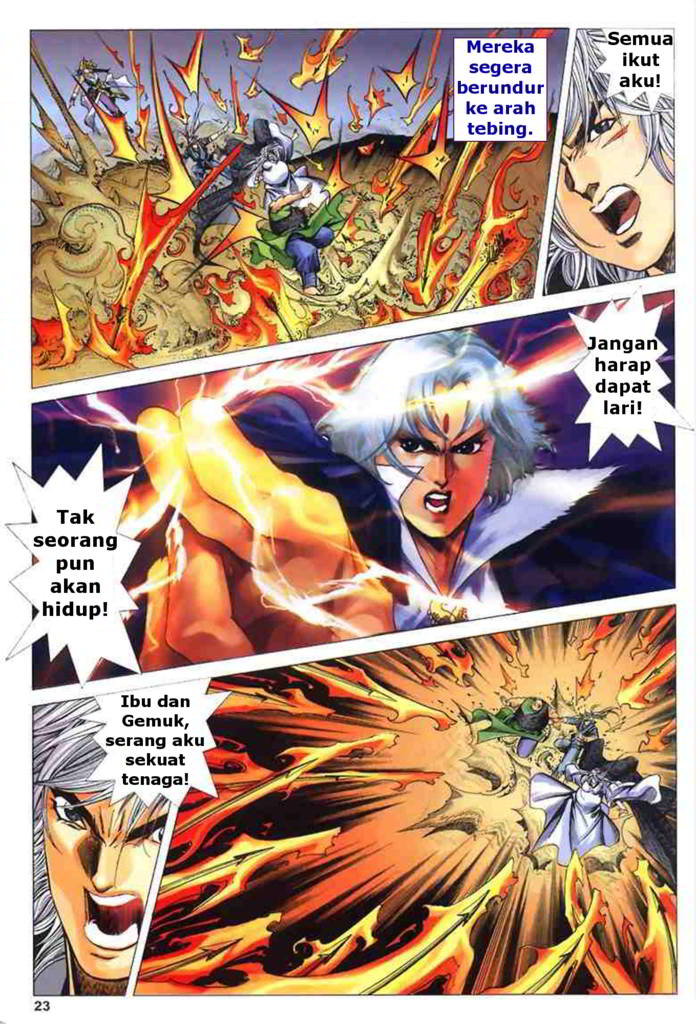 Mereka
segera
berundur
ke arah
tebing.
Semua
ikut
aku!
Jangan
harap
dapat
lari!
Tak
seorang
pun
akan
hidup!
Ibu dan
Gemuk,
serang aku
sekuat
tenaga!
23